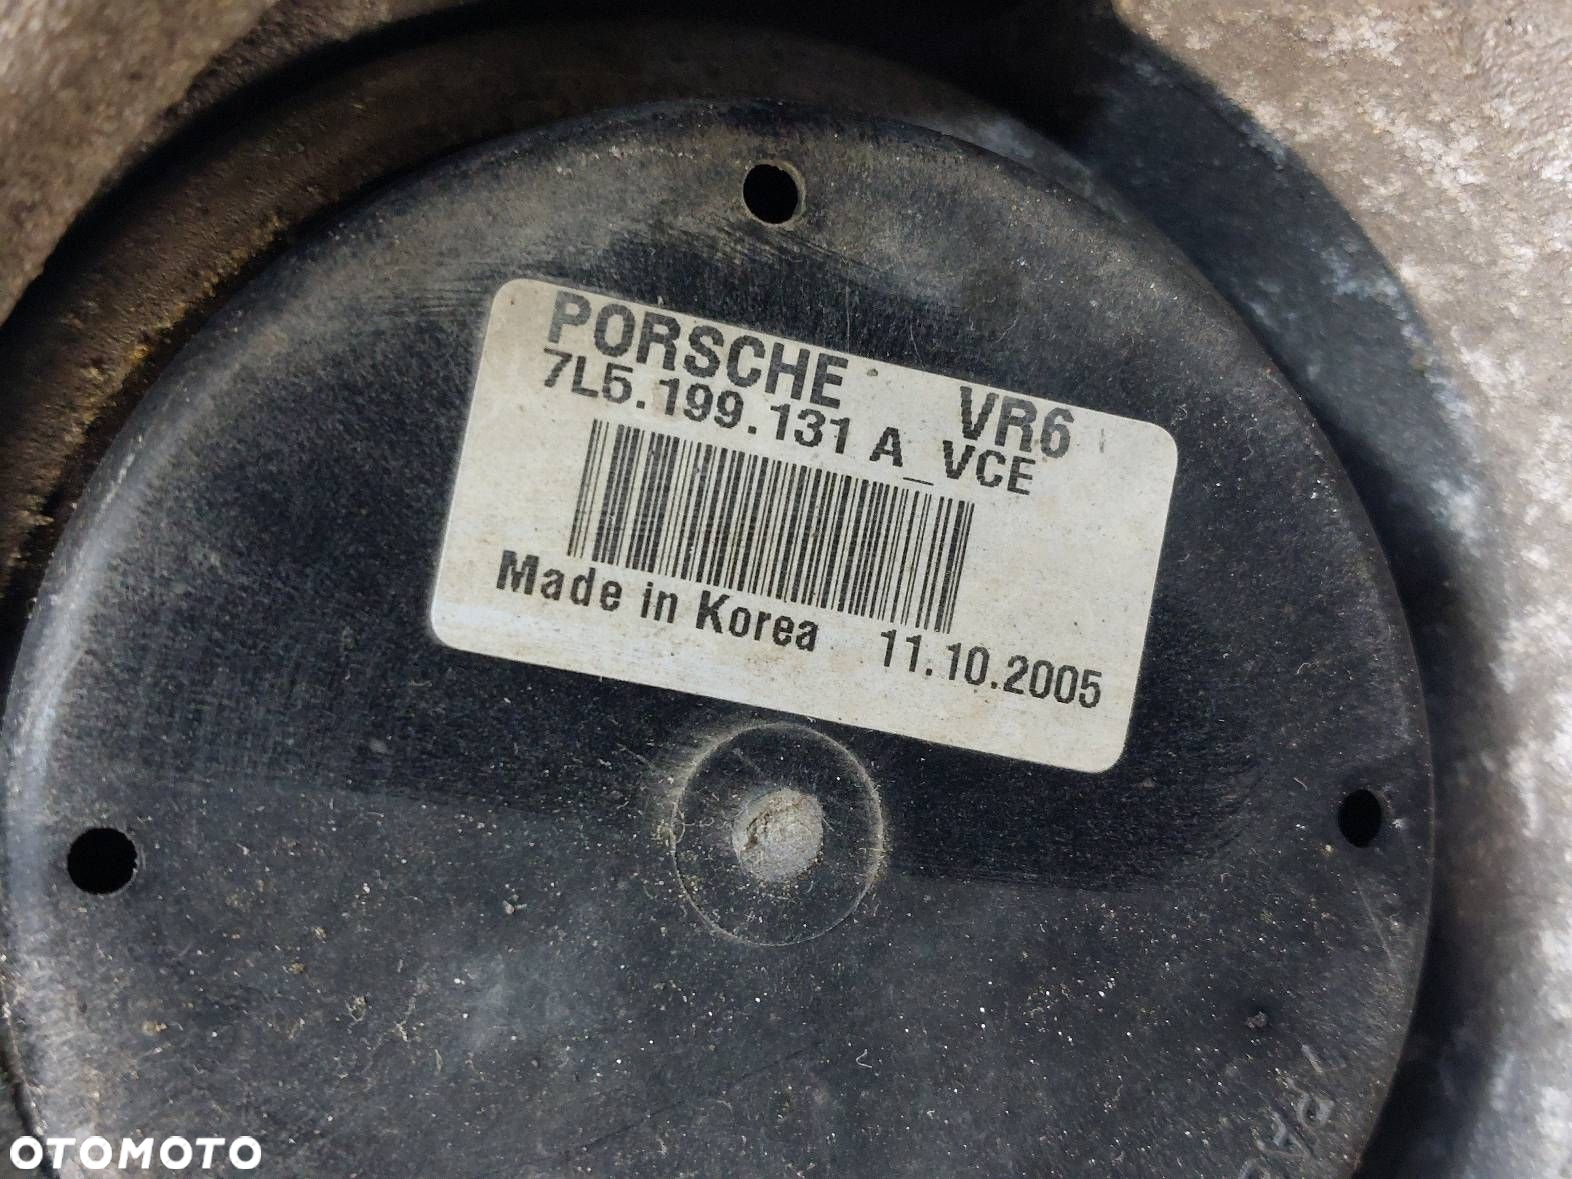 PORSCHE VR6
7L5.199.131 A_VCE
Made in Korea 11.10.2005
OTOMOTO